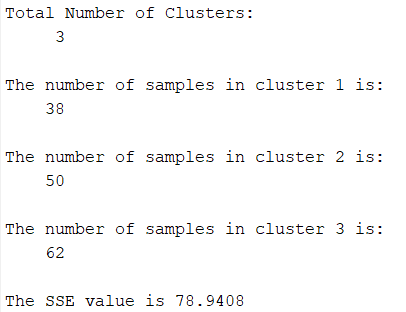 Total Number of Clusters:
3
The number of samples in cluster 1 is:
38
The number of samples in cluster 2 is:
50
The number of samples in cluster 3 is:
62
The SSE value is 78.9408